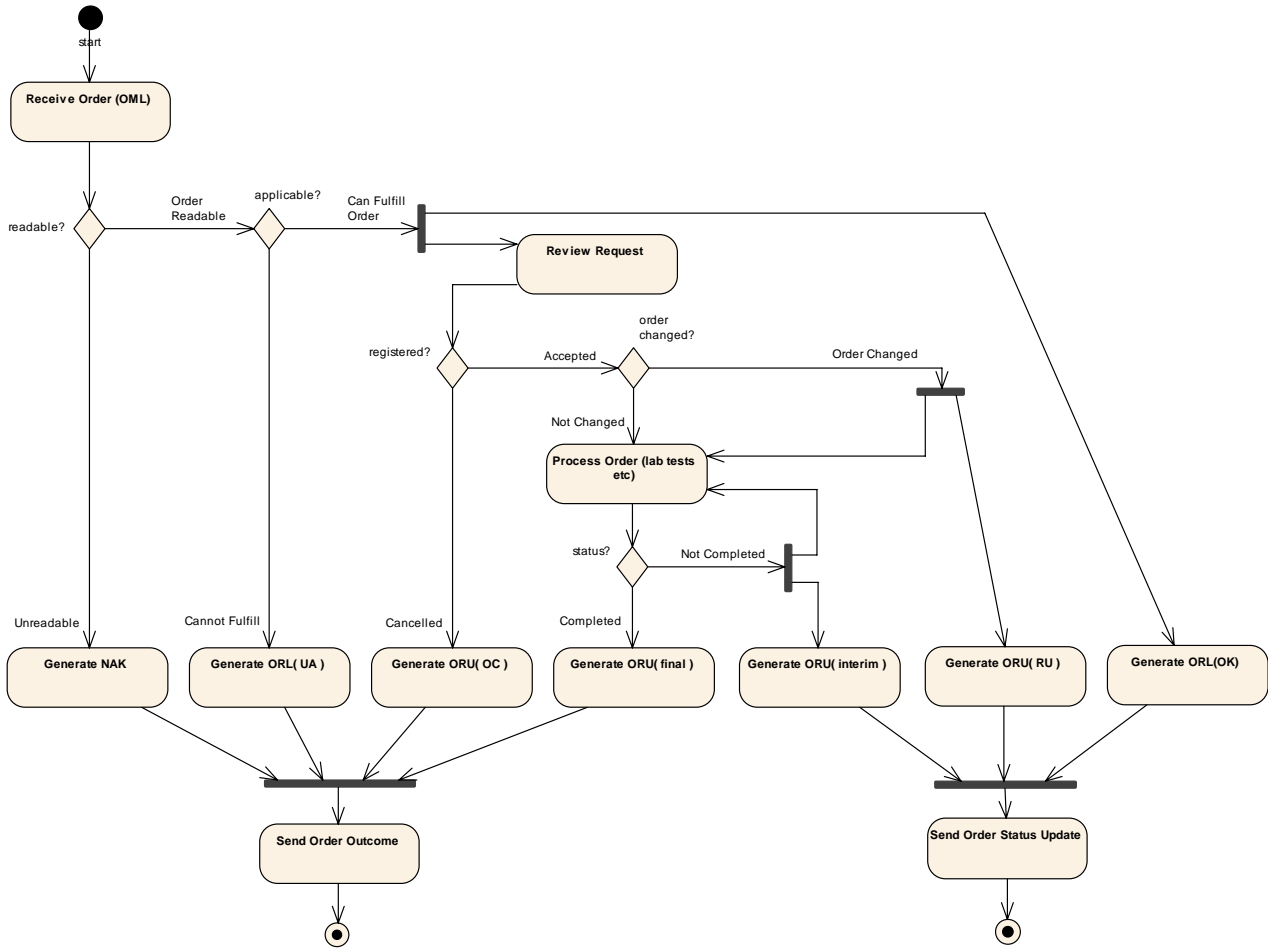 start
Receive Order (OML)
readable?
Order
Readable
applicable?
Can Fulfill
Order
Review Request
registered?
Accepted
order
changed?
Order Changed
Not Changed
Process Order (lab tests
etc)
status?
Not Completed
Unreadable
Cannot Fulfill
Cancelled
Completed
Generate NAK
Generate ORL( UA )
Generate ORU( OC )
Generate ORU( final )
Generate ORU( interim )
Generate ORU( RU )
Generate ORL(OK)
Send Order Outcome
Send Order Status Update